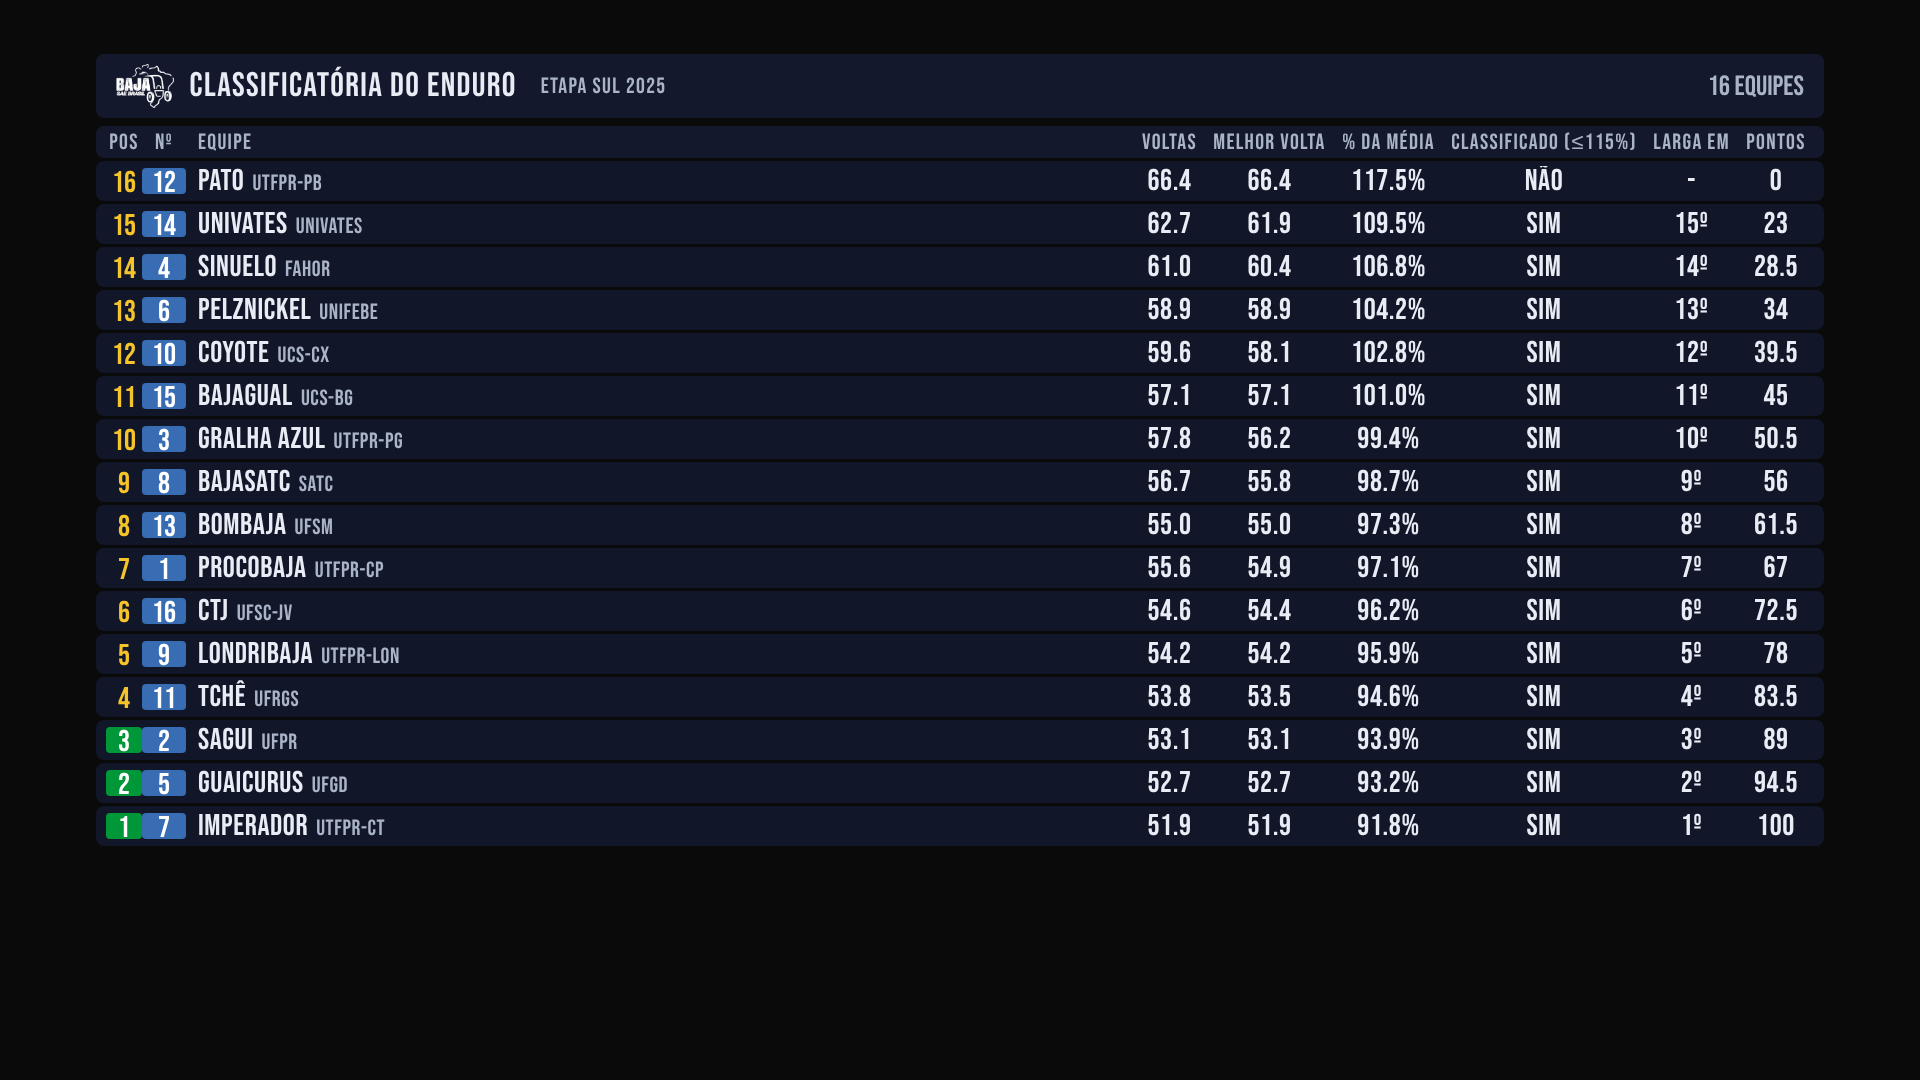 BAJA SAE BRASIL CLASSIFICATÓRIA DO ENDURO ETAPA SUL 2025 16 EQUIPES
POS Nº EQUIPE VOLTAS MELHOR VOLTA % DA MÉDIA CLASSIFICADO (≤115%) LARGA EM PONTOS
16 12 PATO UTFPR-PB 66.4 66.4 117.5% NÃO - 0
15 14 UNIVATES UNIVATES 62.7 61.9 109.5% SIM 15º 23
14 4 SINUELO FAHOR 61.0 60.4 106.8% SIM 14º 28.5
13 6 PELZNICKEL UNIFEBE 58.9 58.9 104.2% SIM 13º 34
12 10 COYOTE UCS-CX 59.6 58.1 102.8% SIM 12º 39.5
11 15 BAJAGUAL UCS-BG 57.1 57.1 101.0% SIM 11º 45
10 3 GRALHA AZUL UTFPR-PG 57.8 56.2 99.4% SIM 10º 50.5
9 8 BAJASATC SATC 56.7 55.8 98.7% SIM 9º 56
8 13 BOMBAJA UFSM 55.0 55.0 97.3% SIM 8º 61.5
7 1 PROCOBAJA UTFPR-CP 55.6 54.9 97.1% SIM 7º 67
6 16 CTJ UFSC-JV 54.6 54.4 96.2% SIM 6º 72.5
5 9 LONDRIBAJA UTFPR-LON 54.2 54.2 95.9% SIM 5º 78
4 11 TCHÊ UFRGS 53.8 53.5 94.6% SIM 4º 83.5
3 2 SAGUI UFPR 53.1 53.1 93.9% SIM 3º 89
2 5 GUAICURUS UFGD 52.7 52.7 93.2% SIM 2º 94.5
1 7 IMPERADOR UTFPR-CT 51.9 51.9 91.8% SIM 1º 100